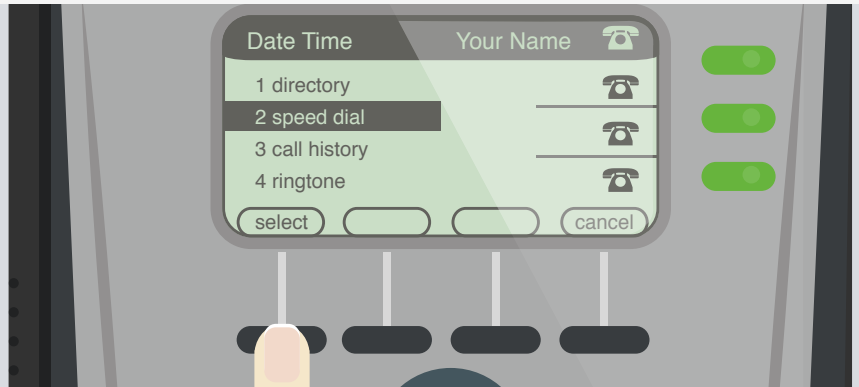 Date Time Your Name
1 directory
2 speed dial
3 call history
4 ringtone
select cancel